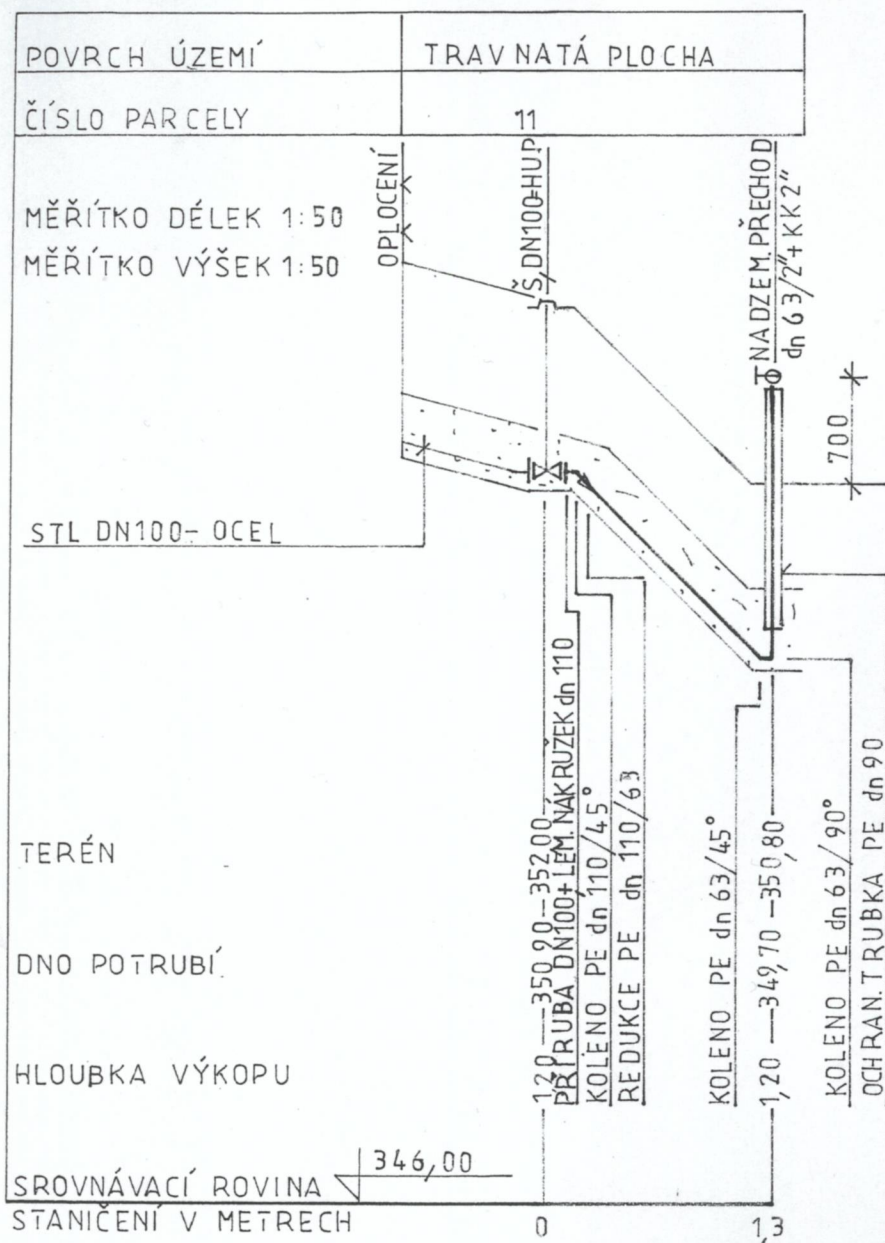 POVRCH ÚZEMÍ
TRAVNATÁ PLOCHA
ČÍSLO PARCELY
11
MĚŘÍTKO DÉLEK 1:50
MĚŘÍTKO VÝŠEK 1:50
OPLOCENÍ
Š DN100-HUP
NADZEM. PŘECHOD
dn 63/2"+KK2"
700
STL DN100-OCEL
TERÉN
DNO POTRUBÍ
HLOUBKA VÝKOPU
1,20 —350,90—352,00
PŘÍRUBA DN100+LEM. NÁKRUŽEK dn 110
KOLENO PE dn 110/45°
REDUKCE PE dn 110/63
KOLENO PE dn 63/45°
1,20 —349,70—350,80
KOLENO PE dn 63/90°
OCHRAN. TRUBKA PE dn 90
346,00
SROVNÁVACÍ ROVINA
STANIČENÍ V METRECH
0
1,3